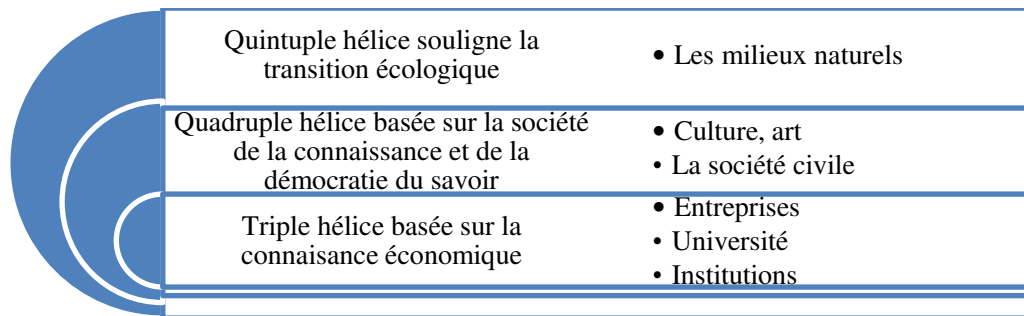 Quintuple hélice souligne la
transition écologique
• Les milieux naturels
Quadruple hélice basée sur la société
de la connaissance et de la
démocratie du savoir
• Culture, art
• La société civile
Triple hélice basée sur la
connaisance économique
• Entreprises
• Université
• Institutions